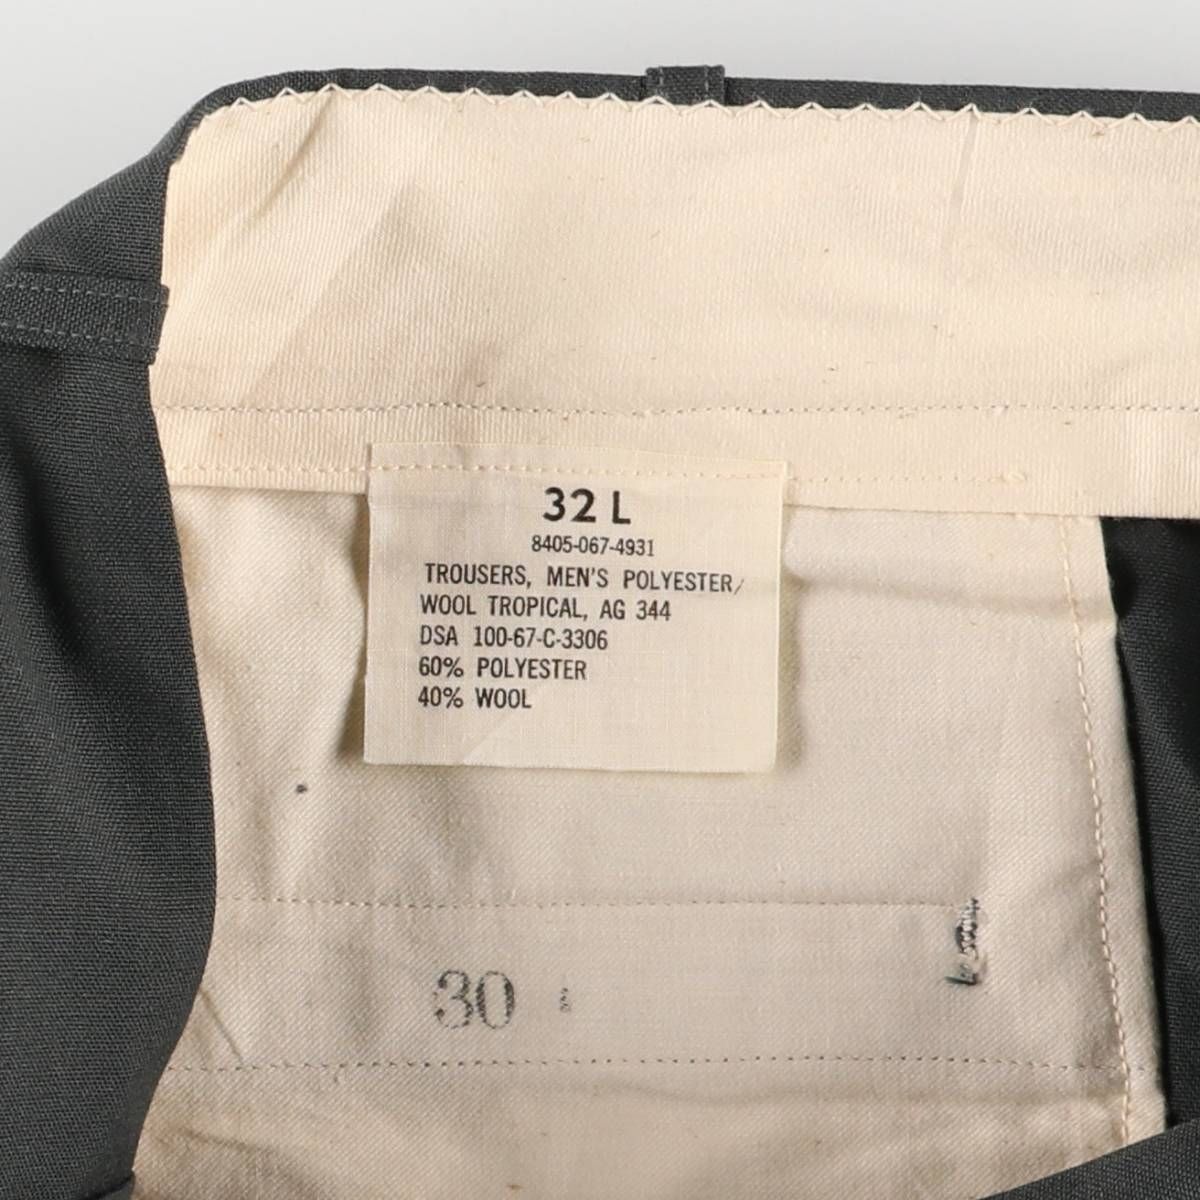 32 L
8405-067-4931
TROUSERS, MEN'S POLYESTER/
WOOL TROPICAL, AG 344
DSA 100-67-C-3306
60% POLYESTER
40% WOOL
30